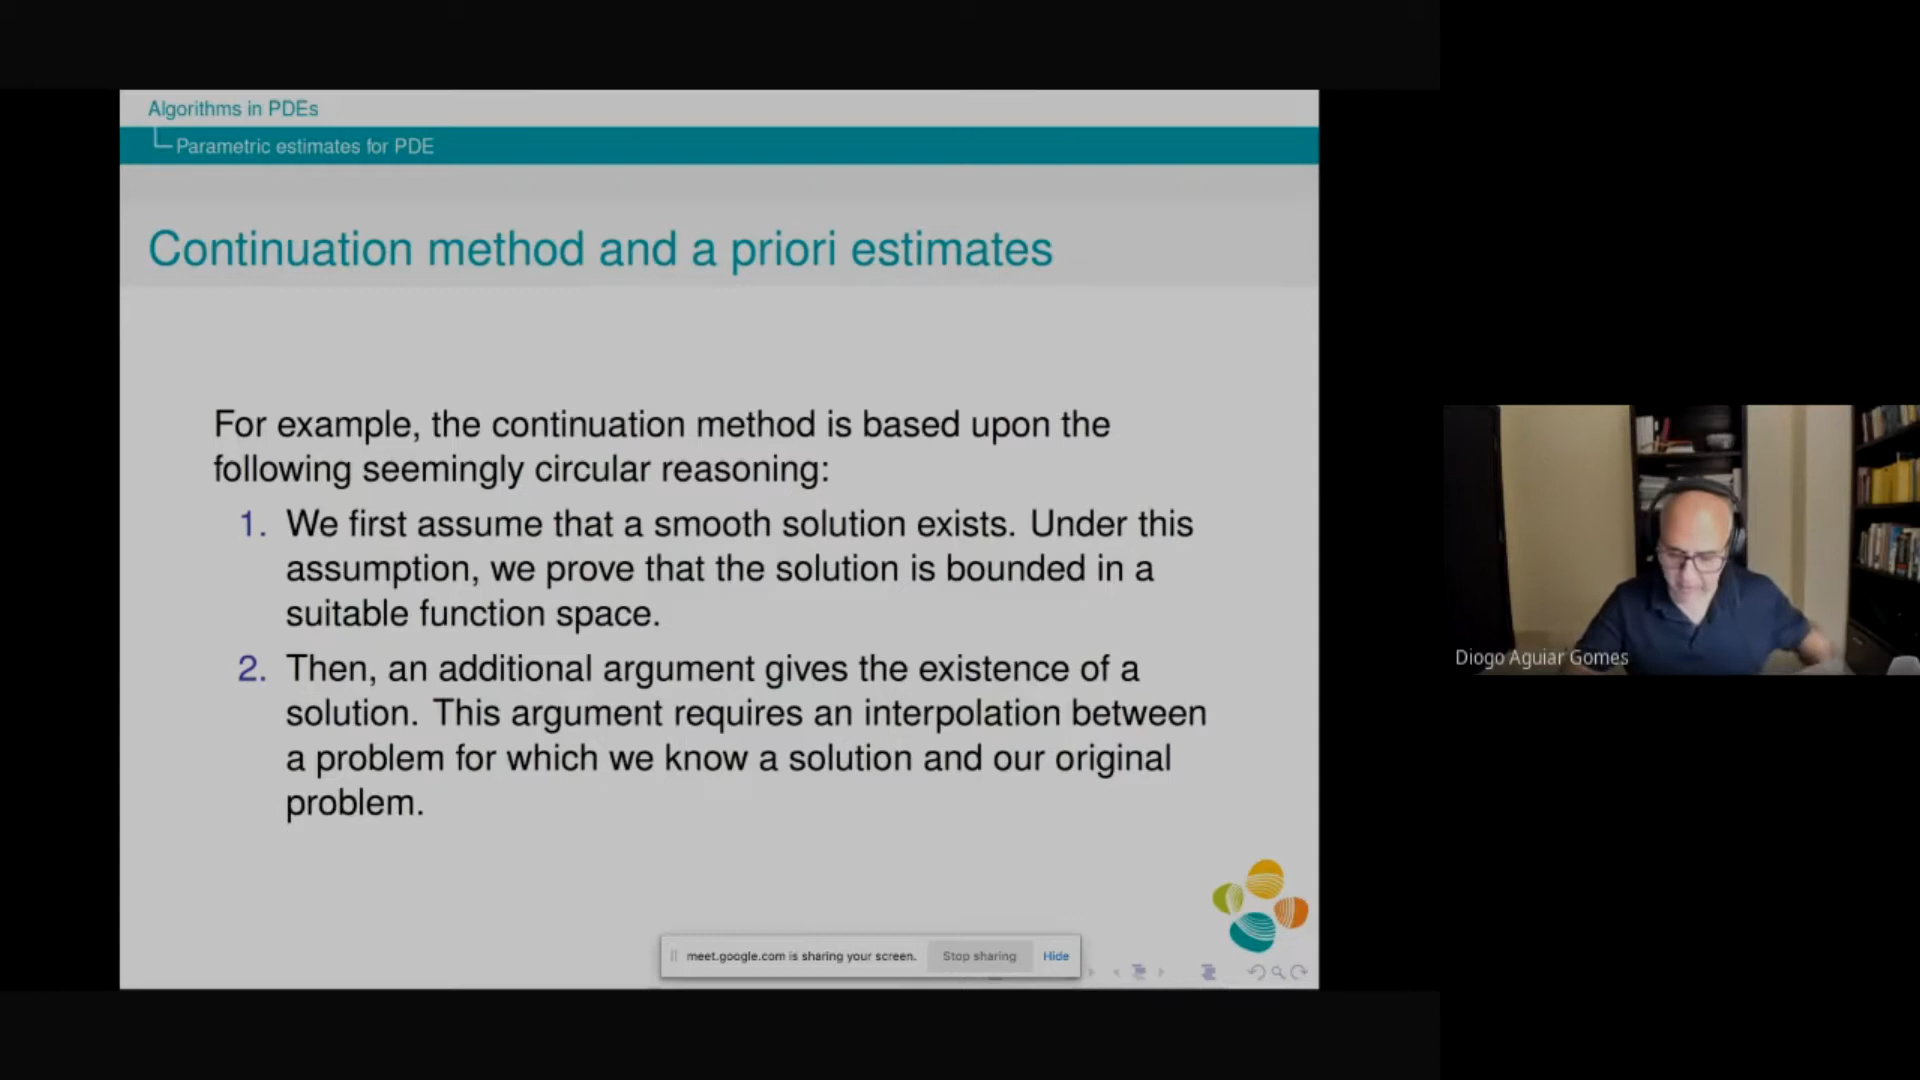 Algorithms in PDEs
Parametric estimates for PDE
Continuation method and a priori estimates
For example, the continuation method is based upon the
following seemingly circular reasoning:
1. We first assume that a smooth solution exists. Under this
assumption, we prove that the solution is bounded in a
suitable function space.
2. Then, an additional argument gives the existence of a
solution. This argument requires an interpolation between
a problem for which we know a solution and our original
problem.
meet.google.com is sharing your screen. Stop sharing Hide
Diogo Aguiar Gomes